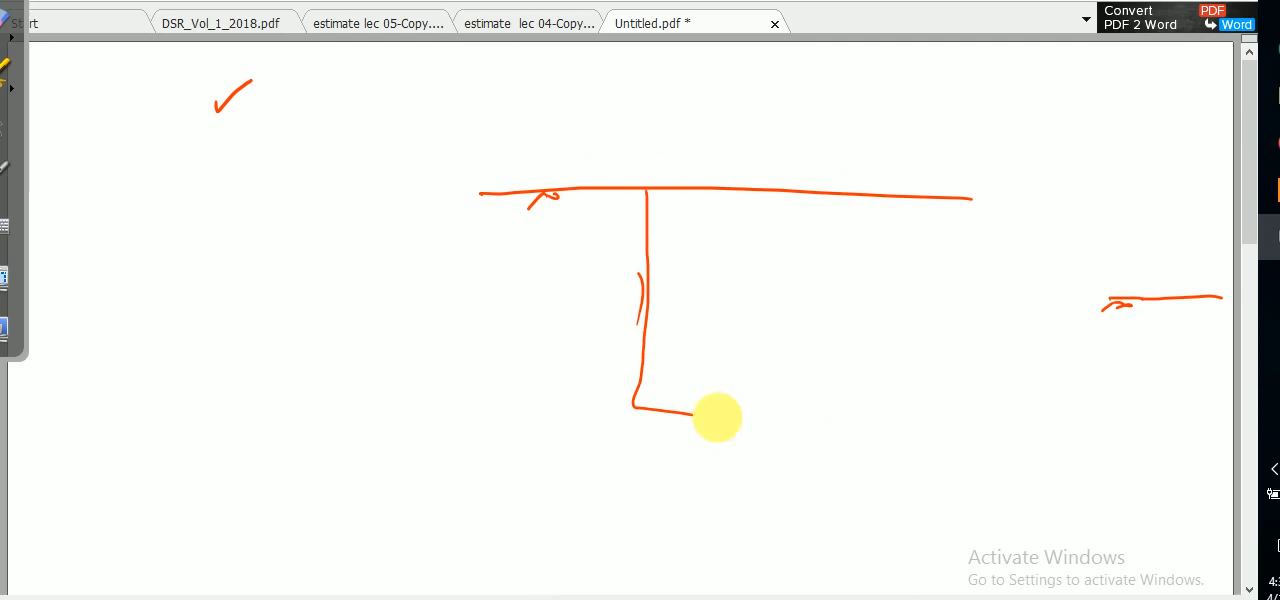 Start
DSR_Vol_1_2018.pdf
estimate lec 05-Copy....
estimate lec 04-Copy...
Untitled.pdf *
Convert PDF
PDF 2 Word Word
Activate Windows
Go to Settings to activate Windows.